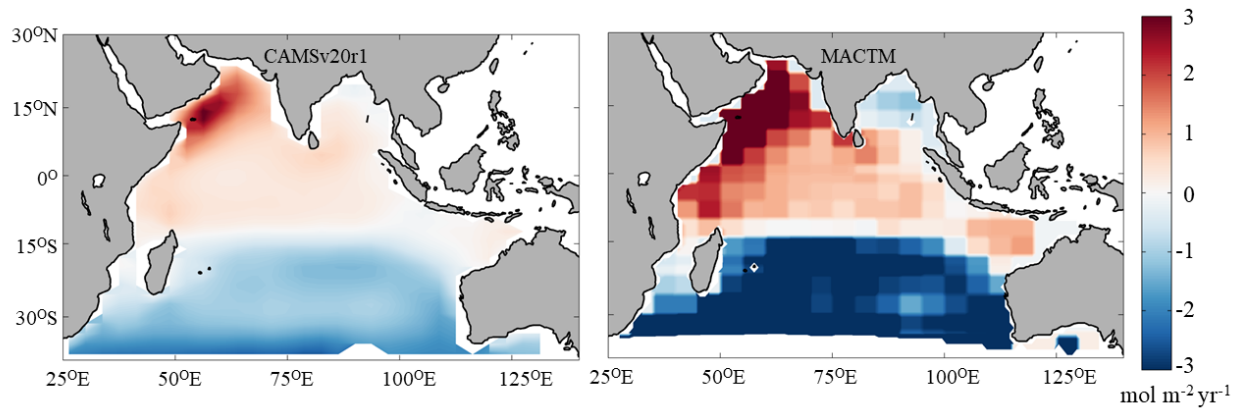 CAMSv20r1
MACTM
30ᴼN
15ᴼN
0ᴼ
15ᴼS
30ᴼS
25ᴼE
50ᴼE
75ᴼE
100ᴼE
125ᴼE
25ᴼE
50ᴼE
75ᴼE
100ᴼE
125ᴼE
3
2
1
0
-1
-2
-3
mol m⁻² yr⁻¹